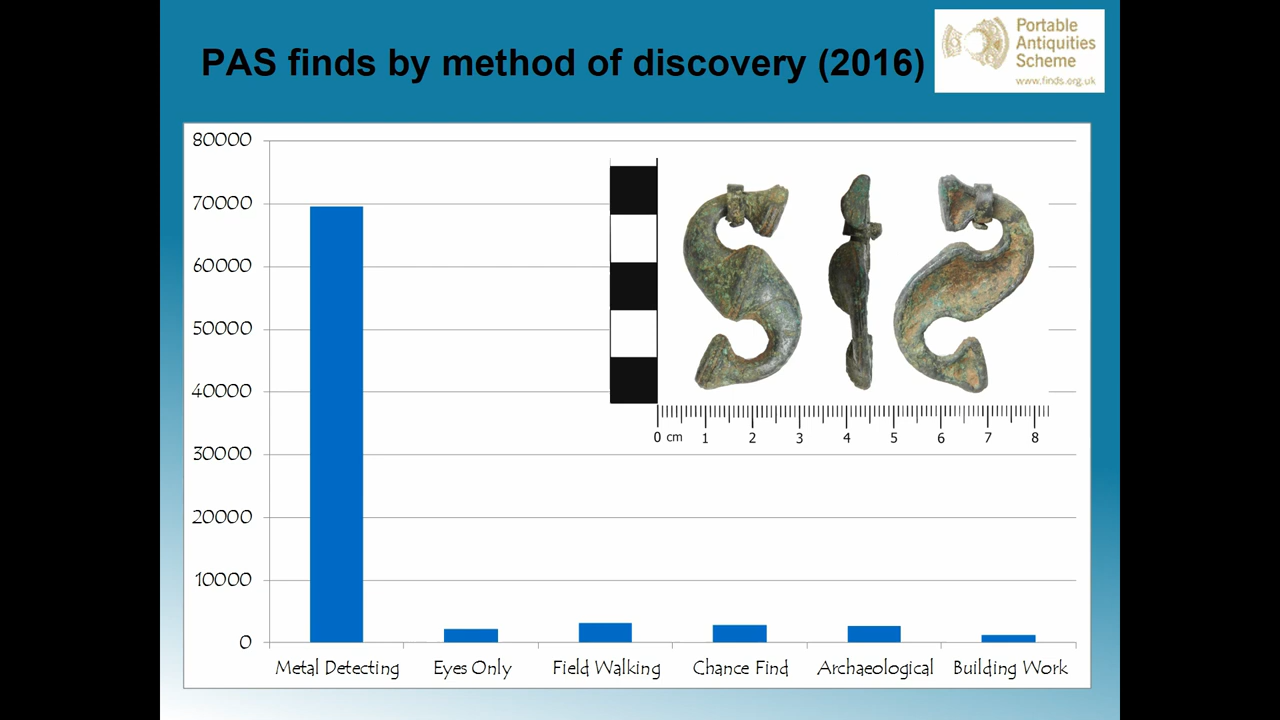 PAS finds by method of discovery (2016)
Portable
Antiquities
Scheme
www.finds.org.uk
80000
70000
60000
50000
40000
30000
20000
10000
0
0 cm 1 2 3 4 5 6 7 8
Metal Detecting Eyes Only Field Walking Chance Find Archaeological Building Work